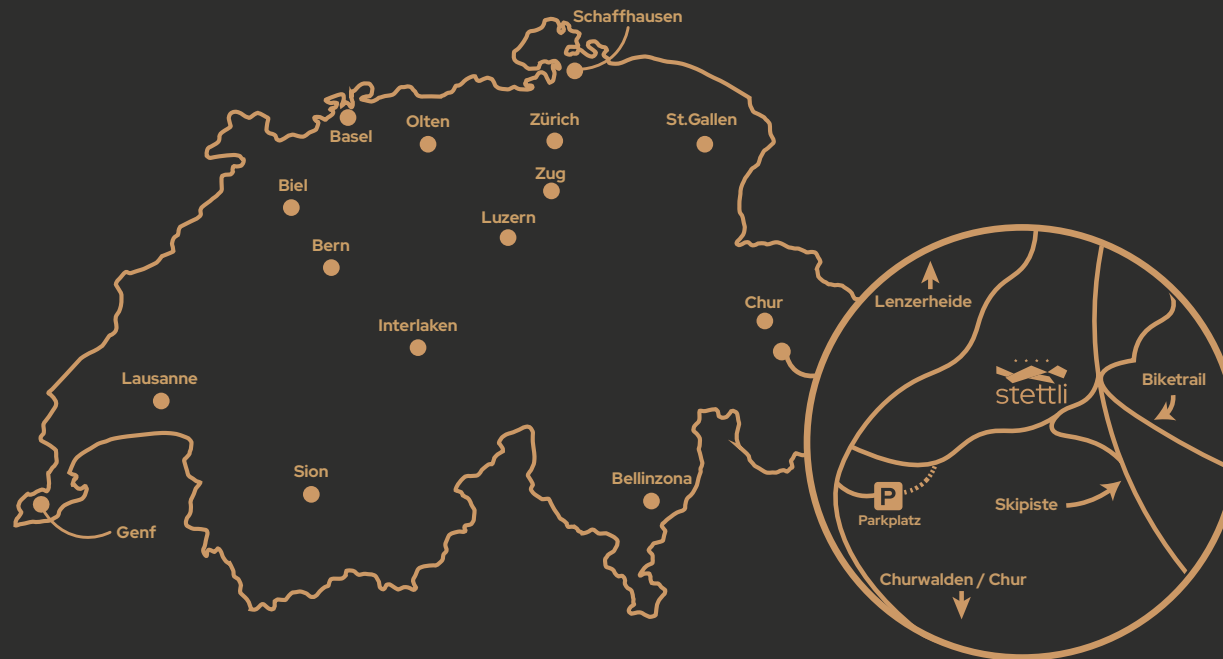 Schaffhausen
Basel
Olten
Zürich
St.Gallen
Zug
Biel
Luzern
Bern
Chur
Interlaken
Lausanne
Sion
Bellinzona
Genf
Lenzerheide
stettli
Biketrail
P
Parkplatz
Skipiste
Churwalden / Chur